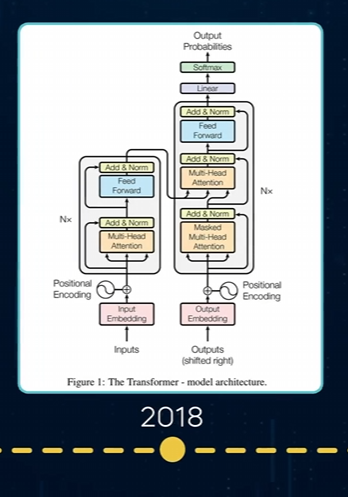 Output
Probabilities
Softmax
Linear
Add & Norm
Feed
Forward
Add & Norm
Multi-Head
Attention
Add & Norm
Masked
Multi-Head
Attention
Nx
Add & Norm
Feed
Forward
Add & Norm
Multi-Head
Attention
Nx
Positional
Encoding
Positional
Encoding
Input
Embedding
Output
Embedding
Inputs
Outputs
(shifted right)
Figure 1: The Transformer - model architecture.
2018